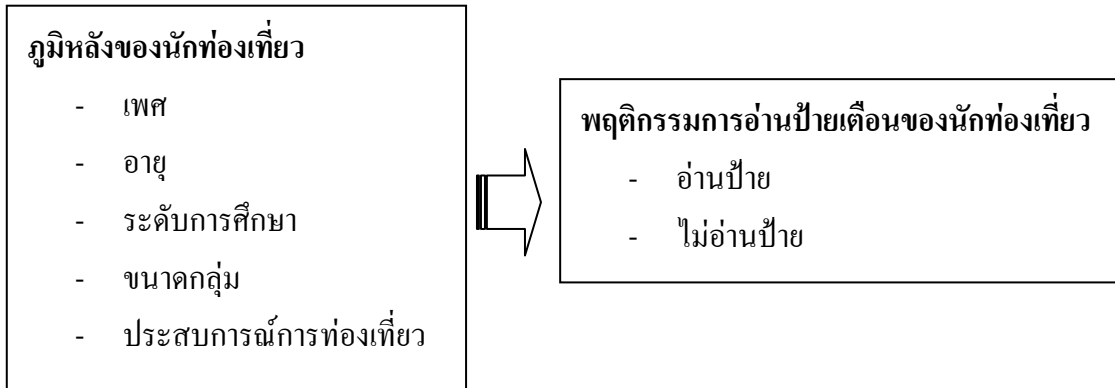 ภูมิหลังของนักท่องเที่ยว
- เพศ
- อายุ
- ระดับการศึกษา
- ขนาดกลุ่ม
- ประสบการณ์การท่องเที่ยว
พฤติกรรมการอ่านป้ายเตือนของนักท่องเที่ยว
- อ่านป้าย
- ไม่อ่านป้าย